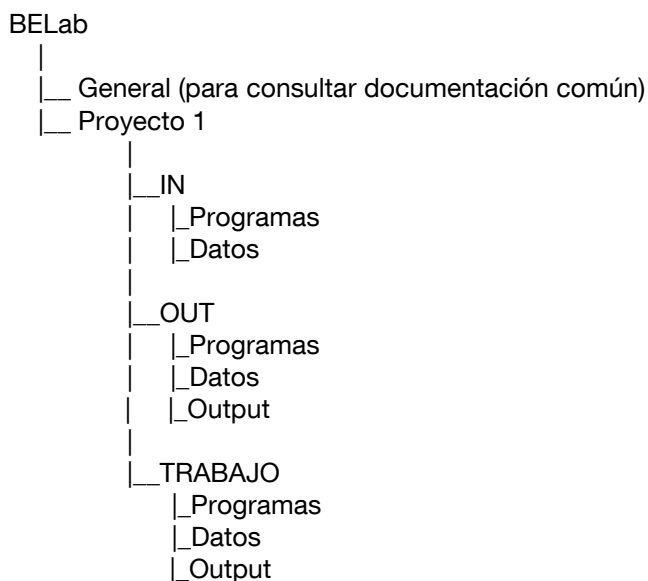 BELab
|
|__ General (para consultar documentación común)
|__ Proyecto 1
|
|__IN
| |_Programas
| |_Datos
|
|__OUT
| |_Programas
| |_Datos
| |_Output
|
|__TRABAJO
|_Programas
|_Datos
|_Output